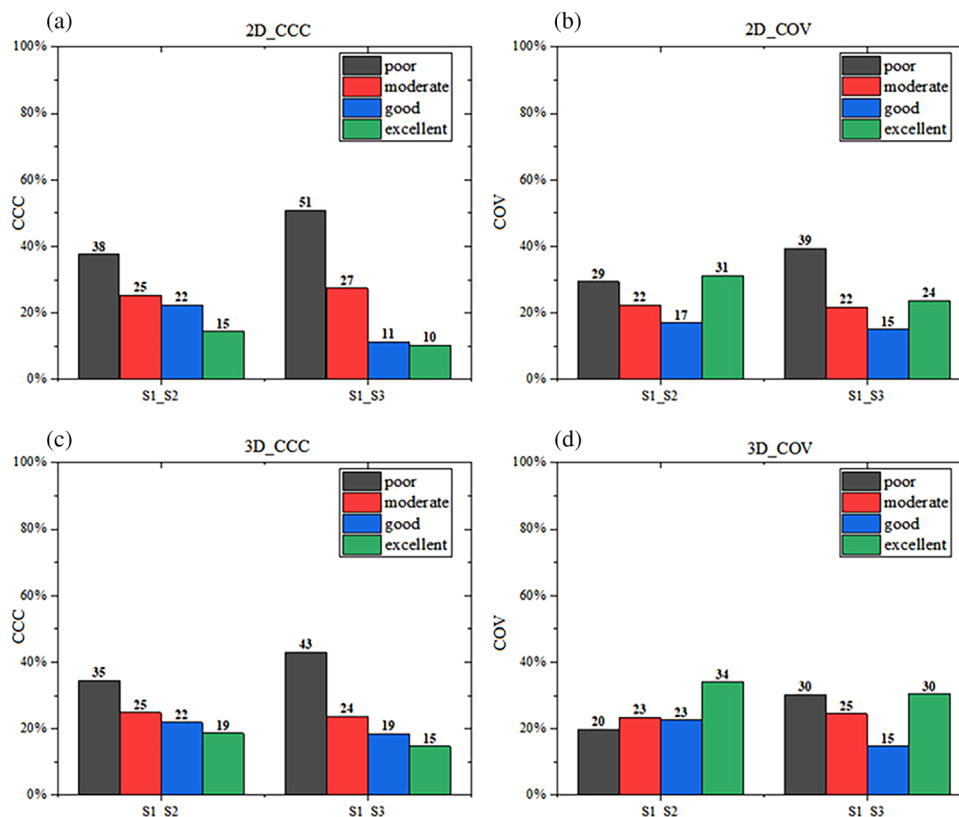 (a)
2D_CCC
100%
80%
60%
40%
20%
0%
CCC
poor
moderate
good
excellent
38
25
22
15
51
27
11
10
S1_S2
S1_S3
(b)
2D_COV
100%
80%
60%
40%
20%
0%
COV
poor
moderate
good
excellent
29
22
17
31
39
22
15
24
S1_S2
S1_S3
(c)
3D_CCC
100%
80%
60%
40%
20%
0%
CCC
poor
moderate
good
excellent
35
25
22
19
43
24
19
15
S1_S2
S1_S3
(d)
3D_COV
100%
80%
60%
40%
20%
0%
COV
poor
moderate
good
excellent
20
23
23
34
30
25
15
30
S1_S2
S1_S3